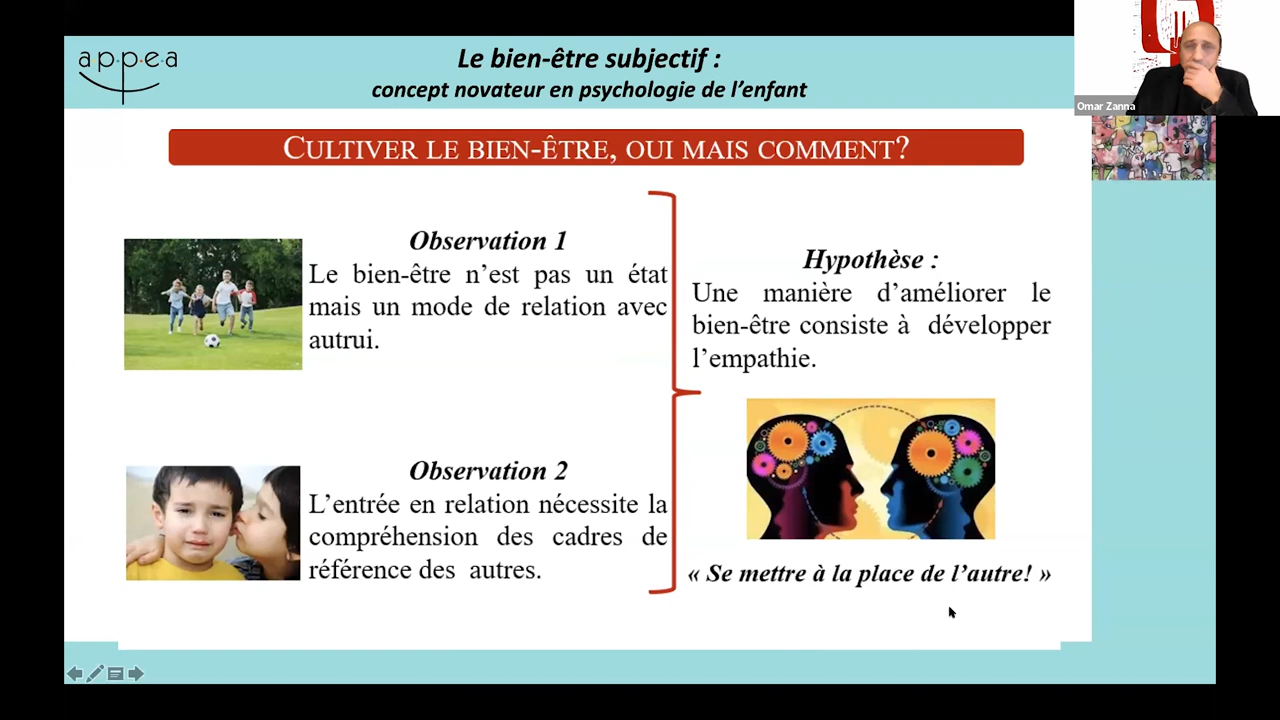 a·p·p·e·a
Le bien-être subjectif :
concept novateur en psychologie de l’enfant
Omar Zanna
CULTIVER LE BIEN-ÊTRE, OUI MAIS COMMENT?
Observation 1
Le bien-être n’est pas un état
mais un mode de relation avec
autrui.
Observation 2
L’entrée en relation nécessite la
compréhension des cadres de
référence des autres.
Hypothèse :
Une manière d’améliorer le
bien-être consiste à développer
l’empathie.
« Se mettre à la place de l’autre! »